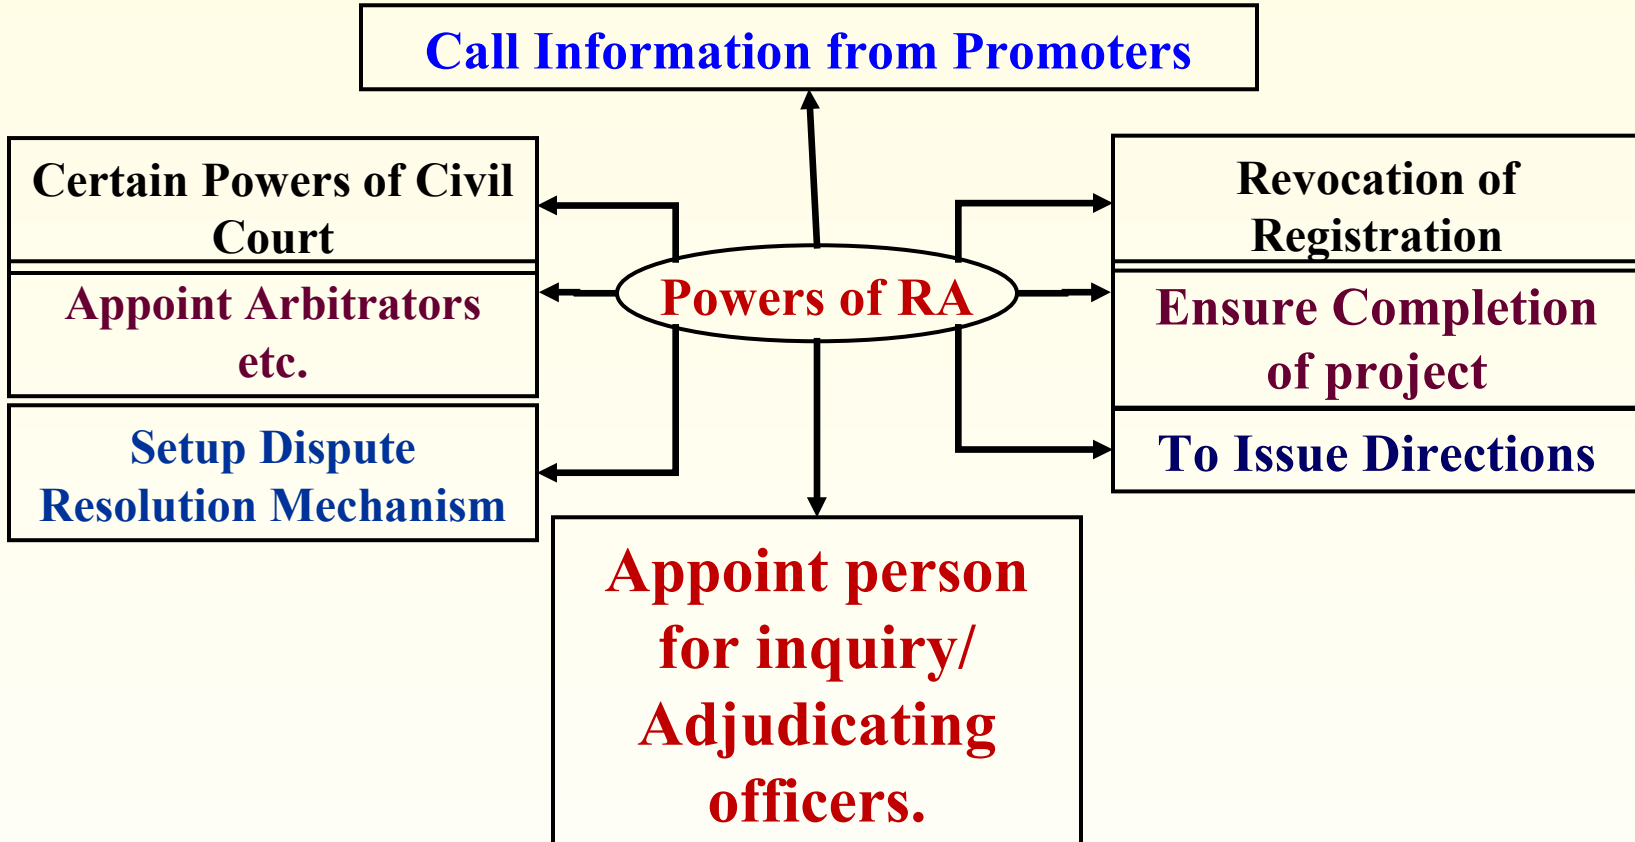 Call Information from Promoters
Certain Powers of Civil
Court
Appoint Arbitrators
etc.
Setup Dispute
Resolution Mechanism
Powers of RA
Revocation of
Registration
Ensure Completion
of project
To Issue Directions
Appoint person
for inquiry/
Adjudicating
officers.